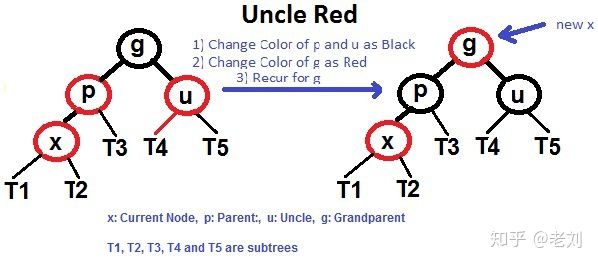 Uncle Red
1) Change Color of p and u as Black
2) Change Color of g as Red
3) Recur for g
new x
g
p
u
x
T3
T4
T5
T1
T2
g
p
u
x
T3
T4
T5
T1
T2
x: Current Node, p: Parent:, u: Uncle, g: Grandparent
T1, T2, T3, T4 and T5 are subtrees
知乎 @老刘